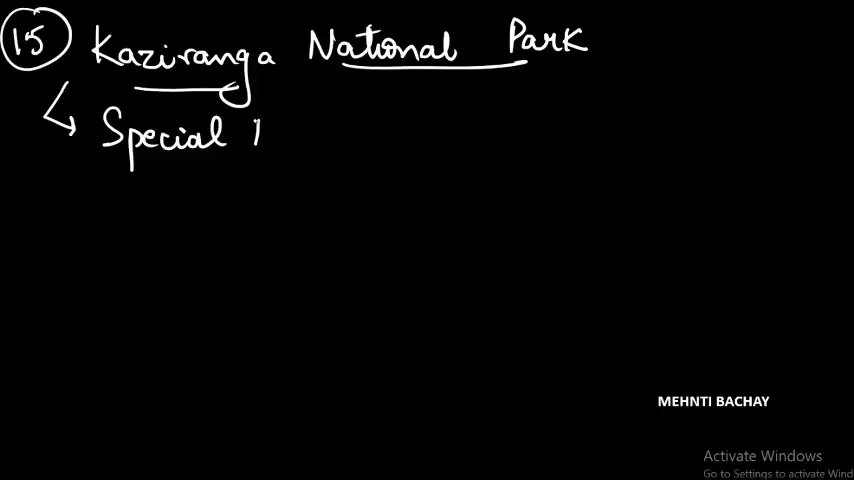 15 Kaziranga National Park
↳ Special
MEHNTI BACHAY
Activate Windows
Go to Settings to activate Wind